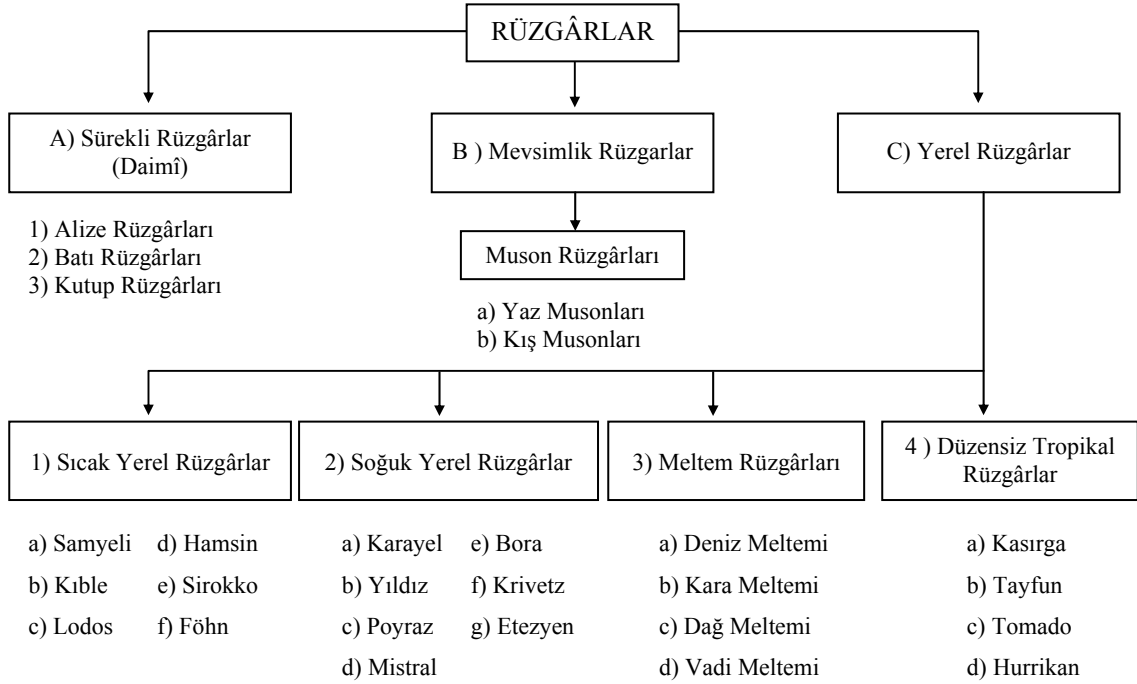 RÜZGÂRLAR
A) Sürekli Rüzgârlar
(Daimî)
B ) Mevsimlik Rüzgarlar
C) Yerel Rüzgârlar
1) Alize Rüzgârları
2) Batı Rüzgârları
3) Kutup Rüzgârları
Muson Rüzgârları
a) Yaz Musonları
b) Kış Musonları
1) Sıcak Yerel Rüzgârlar
2) Soğuk Yerel Rüzgârlar
3) Meltem Rüzgârları
4 ) Düzensiz Tropikal
Rüzgârlar
a) Samyeli
b) Kıble
c) Lodos
d) Hamsin
e) Sirokko
f) Föhn
a) Karayel
b) Yıldız
c) Poyraz
d) Mistral
e) Bora
f) Krivetz
g) Etezyen
a) Deniz Meltemi
b) Kara Meltemi
c) Dağ Meltemi
d) Vadi Meltemi
a) Kasırga
b) Tayfun
c) Tomado
d) Hurrikan